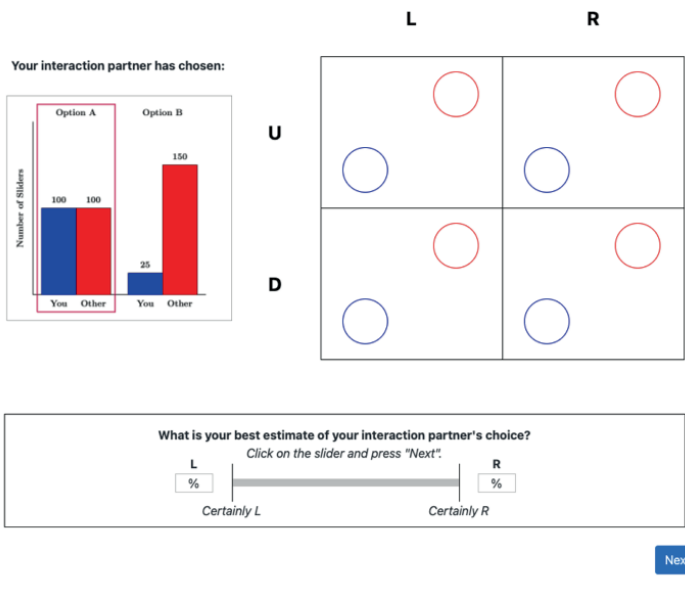 L R
Your interaction partner has chosen:
Option A Option B
U
150
100 100
25
Number of Sliders
You Other You Other
D
What is your best estimate of your interaction partner's choice?
Click on the slider and press "Next".
L R
% %
Certainly L Certainly R
Nex